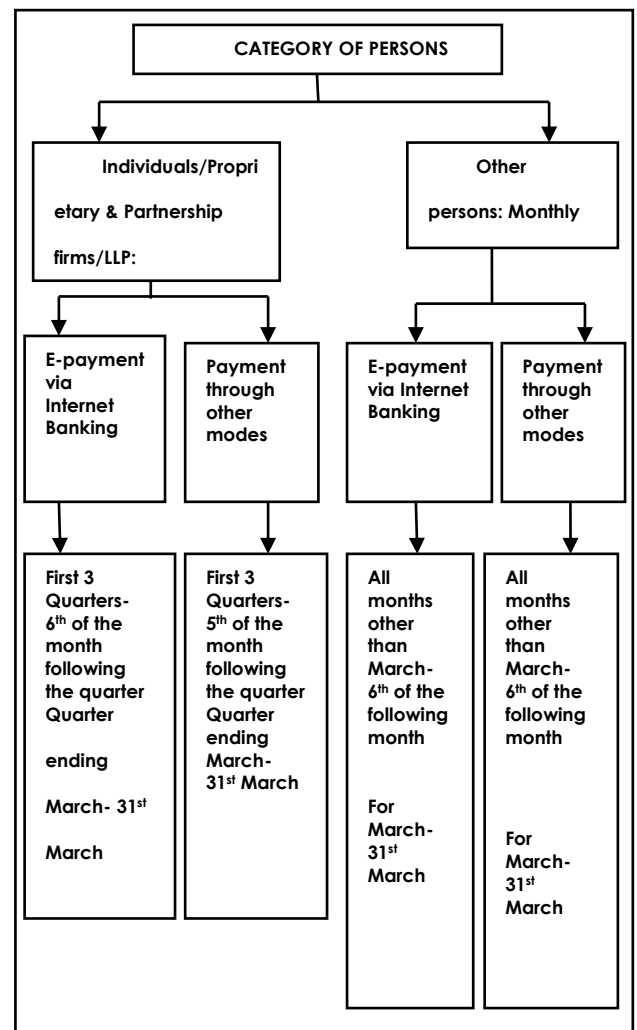 CATEGORY OF PERSONS
Individuals/Propri
etary & Partnership
firms/LLP:
Other
persons: Monthly
E-payment
via
Internet
Banking
Payment
through
other
modes
E-payment
via Internet
Banking
Payment
through
other
modes
First 3
Quarters-
6th of the
month
following
the quarter
Quarter
ending
March- 31st
March
First 3
Quarters-
5th of the
month
following
the quarter
Quarter
ending
March-
31st March
All
months
other
than
March-
6th of the
following
month
For
March-
31st
March
All
months
other
than
March-
6th of the
following
month
For
March-
31st
March